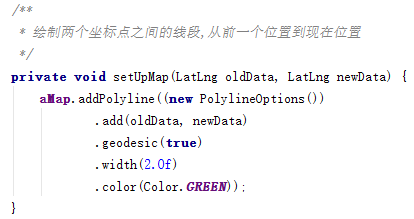 /**
 * 绘制两个坐标点之间的线段,从前一个位置到现在位置
 */
private void setUpMap(LatLng oldData, LatLng newData) {
    aMap.addPolyline((new PolylineOptions())
            .add(oldData, newData)
            .geodesic(true)
            .width(2.0f)
            .color(Color.GREEN));
}